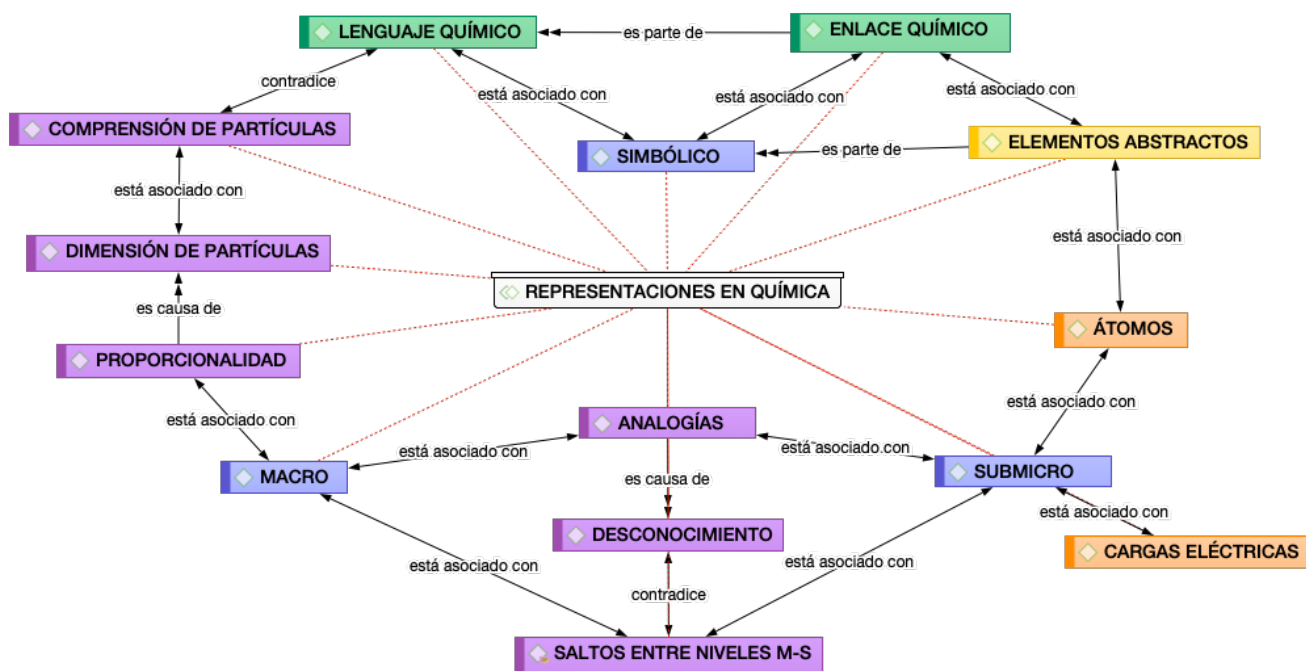 LENGUAJE QUÍMICO
es parte de
ENLACE QUÍMICO
contradice
está asociado con
está asociado con
está asociado con
COMPRENSIÓN DE PARTÍCULAS
SIMBÓLICO
es parte de
ELEMENTOS ABSTRACTOS
está asociado con
DIMENSIÓN DE PARTÍCULAS
está asociado con
REPRESENTACIONES EN QUÍMICA
es causa de
ÁTOMOS
PROPORCIONALIDAD
está asociado con
está asociado con
ANALOGÍAS
está asociado con
está asociado con
MACRO
es causa de
SUBMICRO
está asociado con
DESCONOCIMIENTO
CARGAS ELÉCTRICAS
está asociado con
está asociado con
contradice
SALTOS ENTRE NIVELES M-S